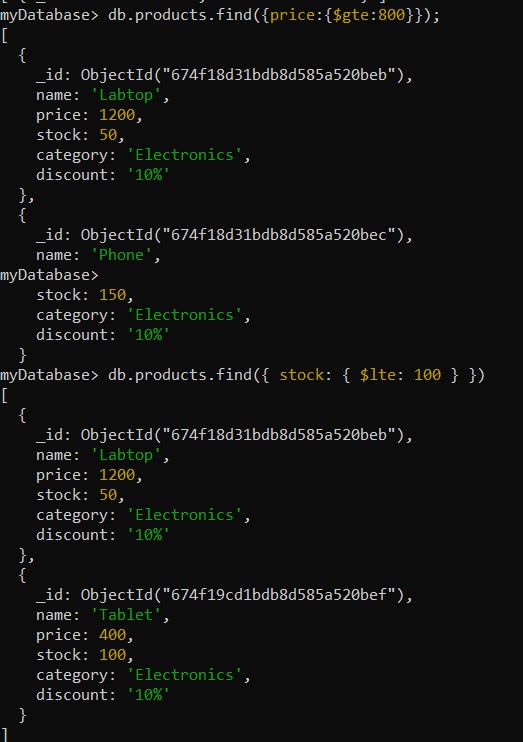 myDatabase> db.products.find({price:{$gte:800}});
[
  {
    _id: ObjectId("674f18d31bdb8d585a520beb"),
    name: 'Labtop',
    price: 1200,
    stock: 50,
    category: 'Electronics',
    discount: '10%'
  },
  {
    _id: ObjectId("674f18d31bdb8d585a520bec"),
    name: 'Phone',
myDatabase>
    stock: 150,
    category: 'Electronics',
    discount: '10%'
  }
myDatabase> db.products.find({ stock: { $lte: 100 } })
[
  {
    _id: ObjectId("674f18d31bdb8d585a520beb"),
    name: 'Labtop',
    price: 1200,
    stock: 50,
    category: 'Electronics',
    discount: '10%'
  },
  {
    _id: ObjectId("674f19cd1bdb8d585a520bef"),
    name: 'Tablet',
    price: 400,
    stock: 100,
    category: 'Electronics',
    discount: '10%'
  }
]